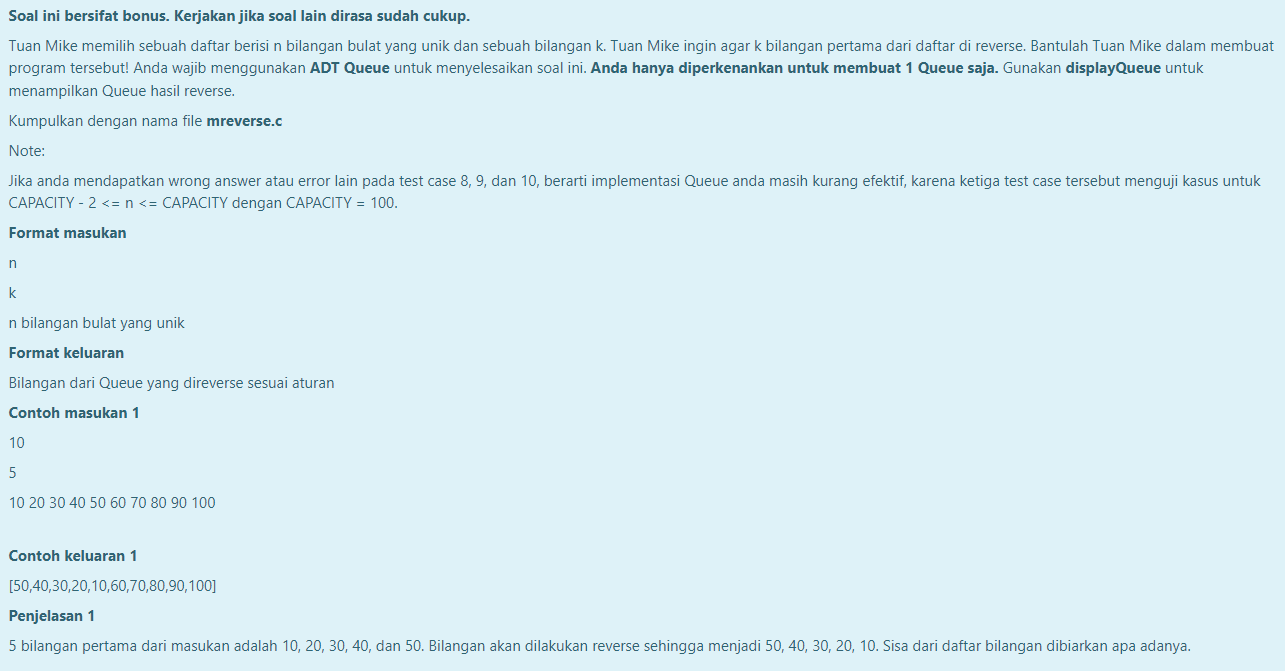 Soal ini bersifat bonus. Kerjakan jika soal lain dirasa sudah cukup.
Tuan Mike memilih sebuah daftar berisi n bilangan bulat yang unik dan sebuah bilangan k. Tuan Mike ingin agar k bilangan pertama dari daftar di reverse. Bantulah Tuan Mike dalam membuat
program tersebut! Anda wajib menggunakan ADT Queue untuk menyelesaikan soal ini. Anda hanya diperkenankan untuk membuat 1 Queue saja. Gunakan displayQueue untuk
menampilkan Queue hasil reverse.
Kumpulkan dengan nama file mreverse.c
Note:
Jika anda mendapatkan wrong answer atau error lain pada test case 8, 9, dan 10, berarti implementasi Queue anda masih kurang efektif, karena ketiga test case tersebut menguji kasus untuk
CAPACITY - 2 <= n <= CAPACITY dengan CAPACITY = 100.
Format masukan
n
k
n bilangan bulat yang unik
Format keluaran
Bilangan dari Queue yang direverse sesuai aturan
Contoh masukan 1
10
5
10 20 30 40 50 60 70 80 90 100
Contoh keluaran 1
[50,40,30,20,10,60,70,80,90,100]
Penjelasan 1
5 bilangan pertama dari masukan adalah 10, 20, 30, 40, dan 50. Bilangan akan dilakukan reverse sehingga menjadi 50, 40, 30, 20, 10. Sisa dari daftar bilangan dibiarkan apa adanya.